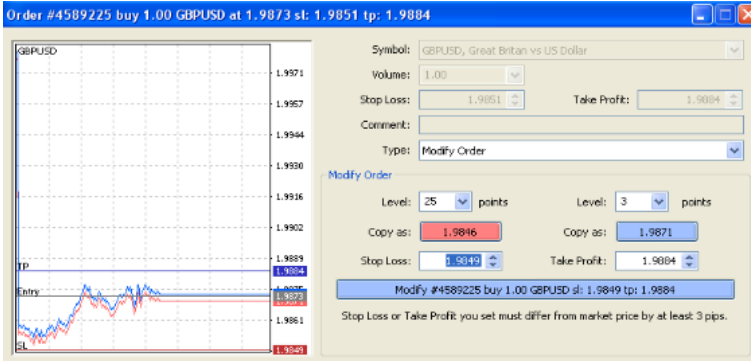 Order #4589225 buy 1.00 GBPUSD at 1.9873 sl: 1.9851 tp: 1.9884
GBPUSD
1.9971
1.9957
1.9944
1.9930
1.9916
1.9902
1.9889
TP
1.9884
Entry
1.9873
1.9861
SL
1.9849
Symbol: GBPUSD, Great Britan vs US Dollar
Volume: 1.00
Stop Loss: 1.9851 Take Profit: 1.9884
Comment:
Type: Modify Order
Modify Order
Level: 25 points Level: 3 points
Copy as: 1.9846 Copy as: 1.9871
Stop Loss: 1.9849 Take Profit: 1.9884
Modify #4589225 buy 1.00 GBPUSD sl: 1.9849 tp: 1.9884
Stop Loss or Take Profit you set must differ from market price by at least 3 pips.